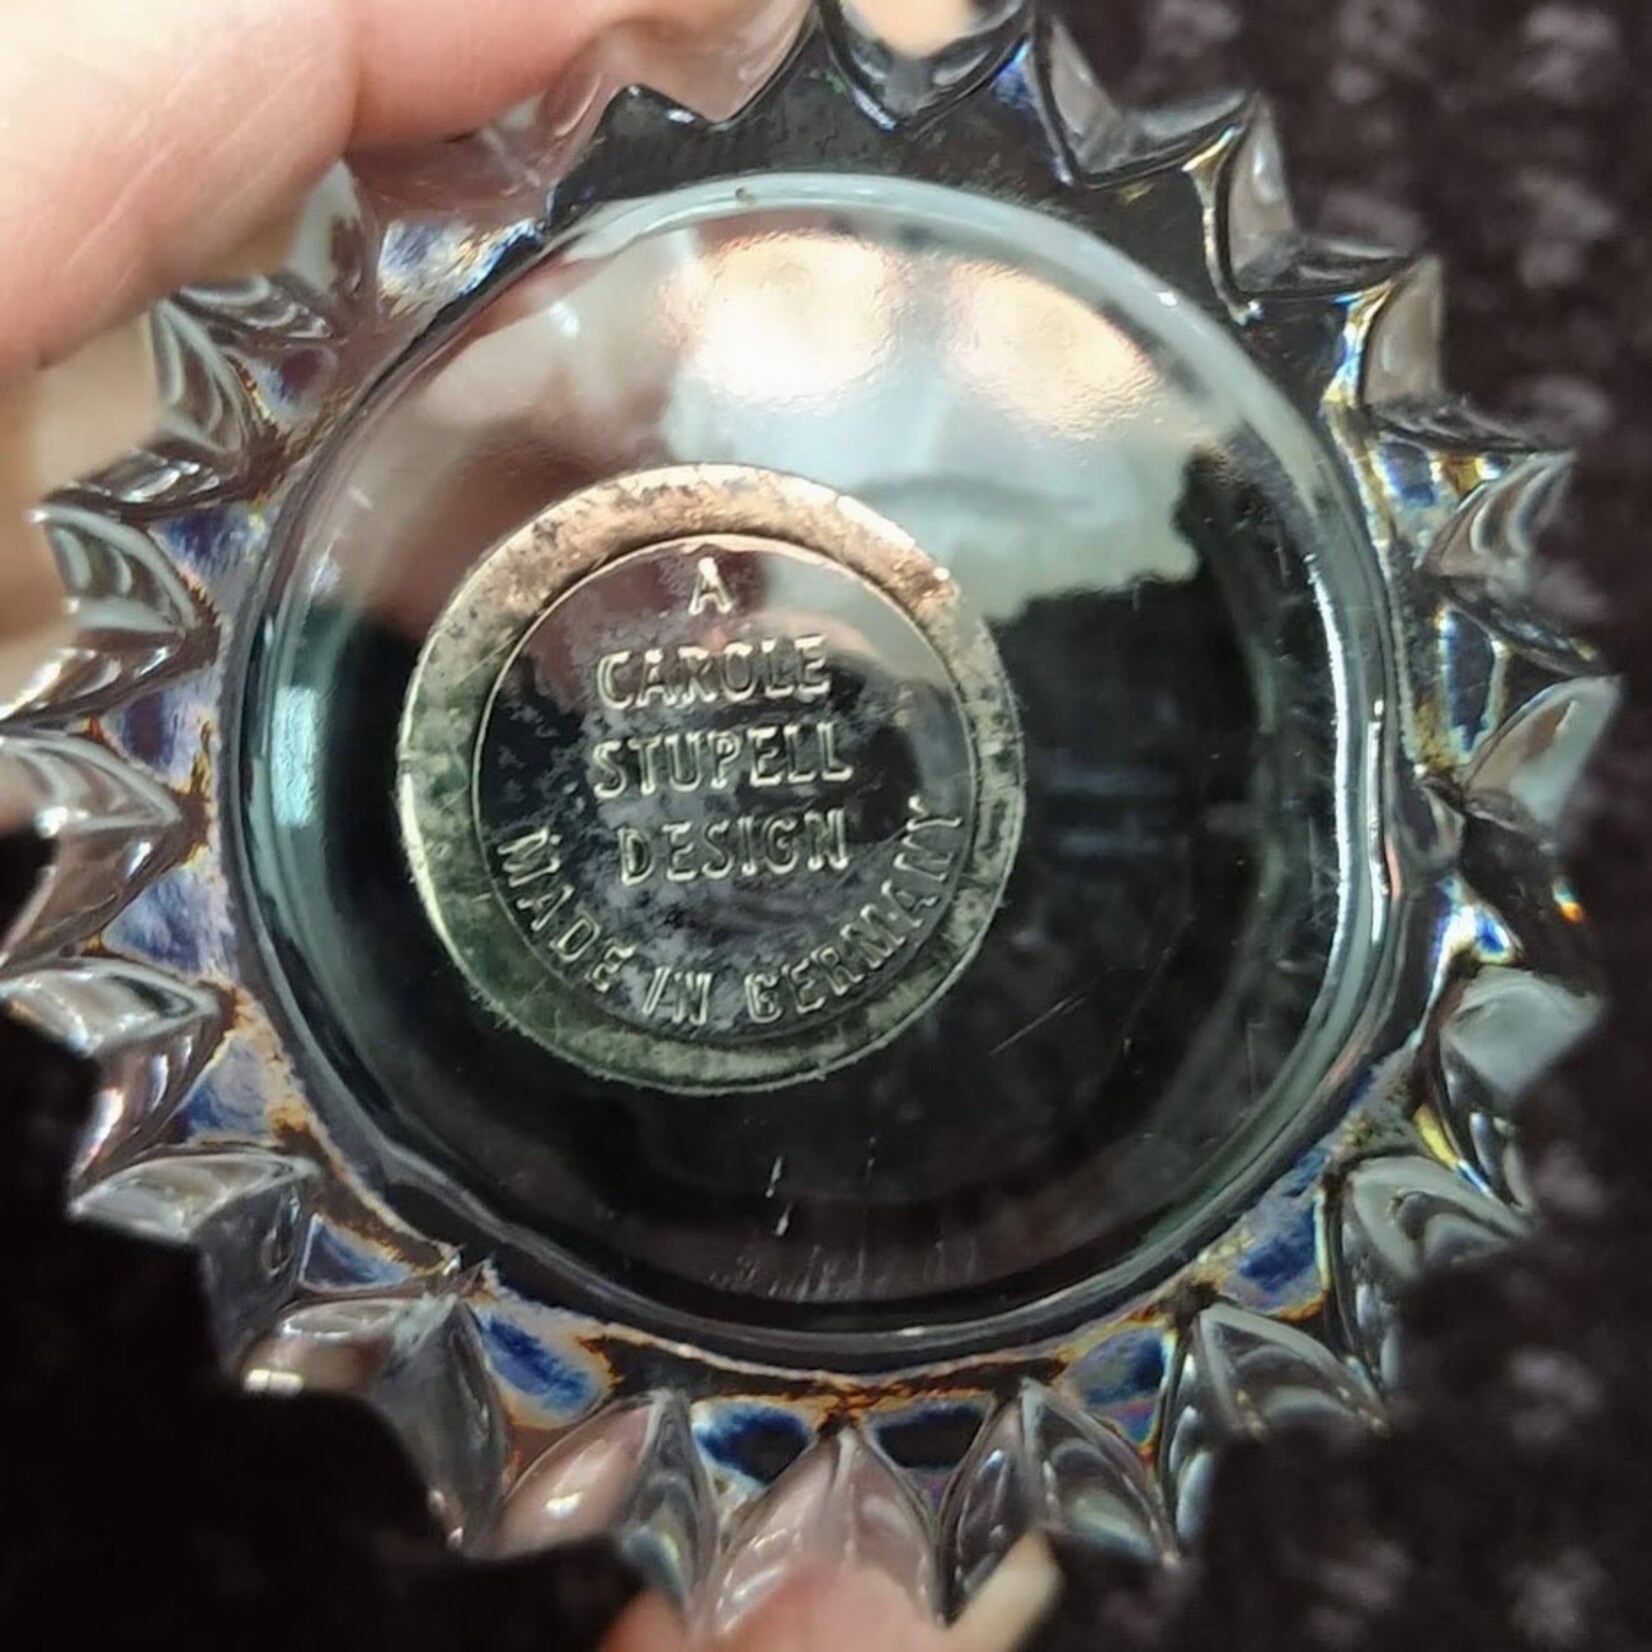 A
CAROLE
STUPELL
DESIGN
MADE IN GERMANY